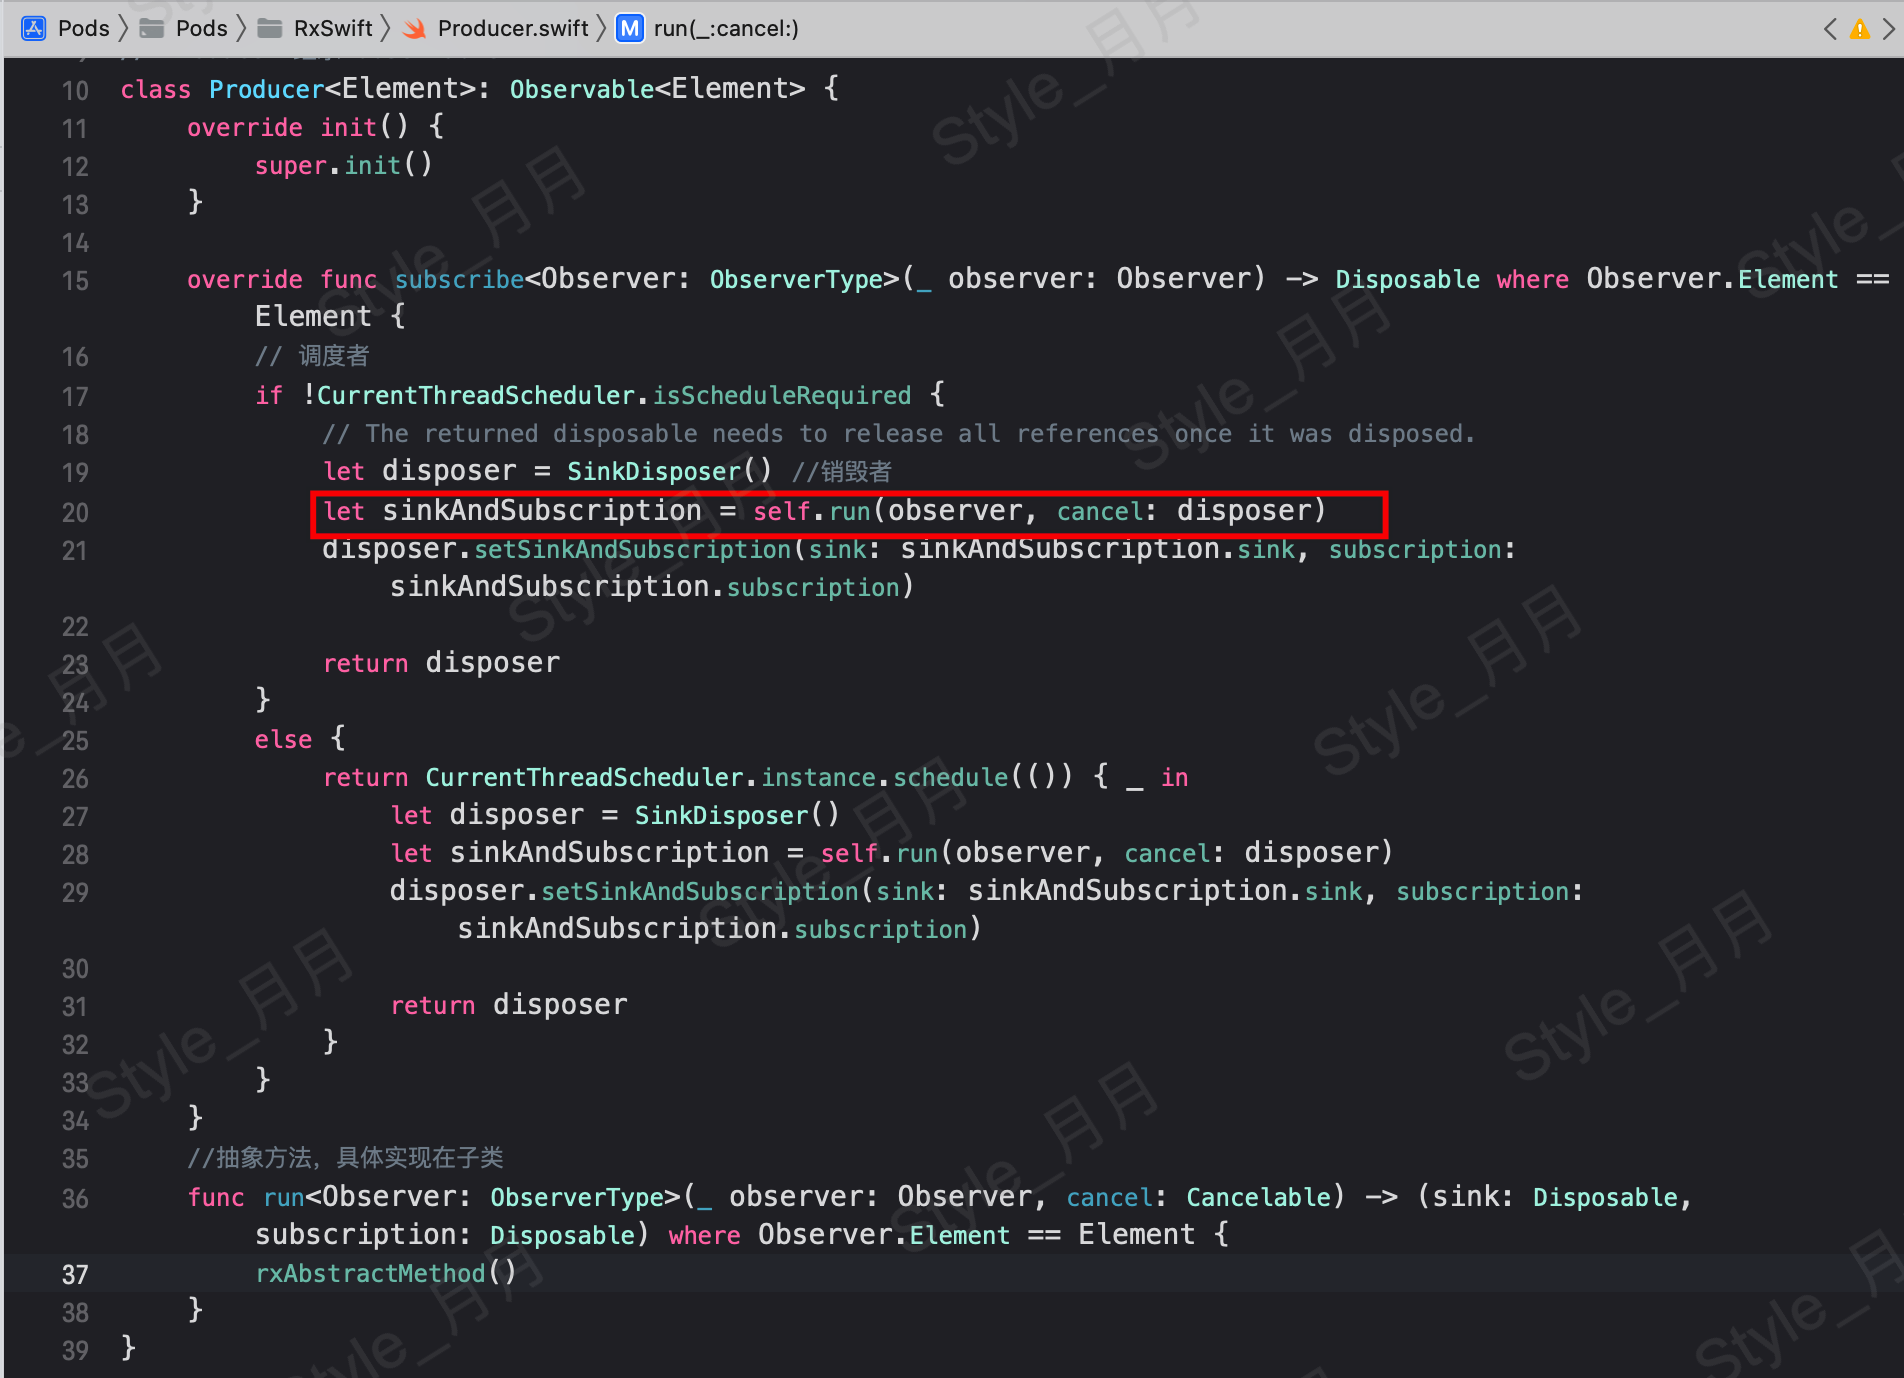 Pods Pods RxSwift Producer.swift M run(_:cancel:)
10 class Producer<Element>: Observable<Element> {
11 override init() {
12 super.init()
13 }
14
15 override func subscribe<Observer: ObserverType>(_ observer: Observer) -> Disposable where Observer.Element ==
Element {
16 // 调度者
17 if !CurrentThreadScheduler.isScheduleRequired {
18 // The returned disposable needs to release all references once it was disposed.
19 let disposer = SinkDisposer() //销毁者
20 let sinkAndSubscription = self.run(observer, cancel: disposer)
21 disposer.setSinkAndSubscription(sink: sinkAndSubscription.sink, subscription:
sinkAndSubscription.subscription)
22
23 return disposer
24 }
25 else {
26 return CurrentThreadScheduler.instance.schedule(()) { _ in
27 let disposer = SinkDisposer()
28 let sinkAndSubscription = self.run(observer, cancel: disposer)
29 disposer.setSinkAndSubscription(sink: sinkAndSubscription.sink, subscription:
sinkAndSubscription.subscription)
30
31 return disposer
32 }
33 }
34 }
35 //抽象方法，具体实现在子类
36 func run<Observer: ObserverType>(_ observer: Observer, cancel: Cancelable) -> (sink: Disposable,
subscription: Disposable) where Observer.Element == Element {
37 rxAbstractMethod()
38 }
39 }
Style_月月